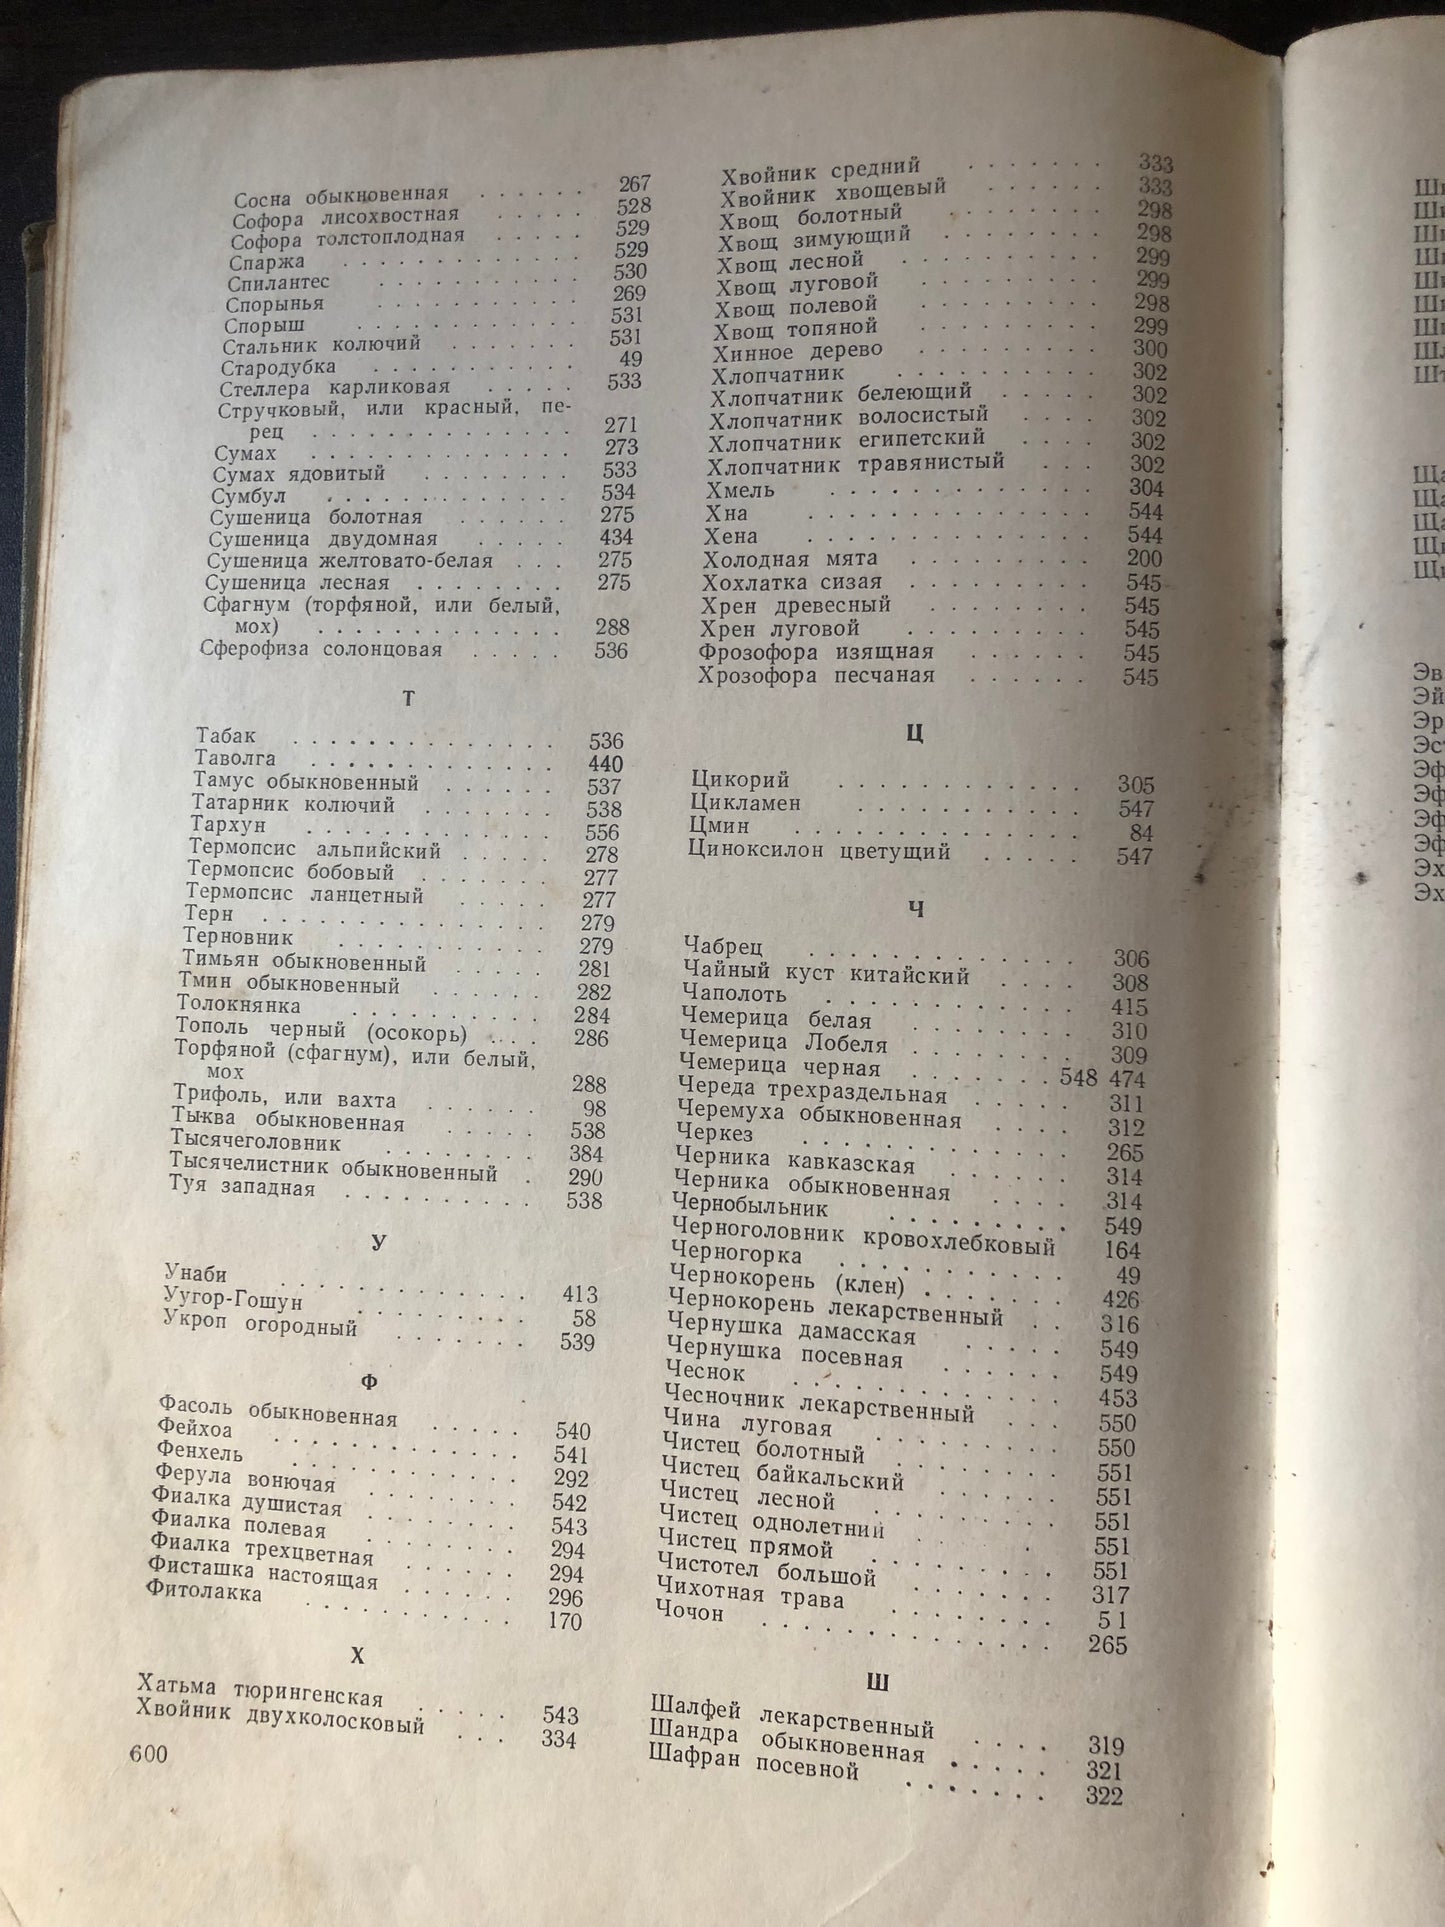 Сосна обыкновенная . . . . . . 267
Софора лисохвостная . . . . . 528
Софора толстоплодная . . . . . 529
Спаржа . . . . . . . . . . . 529
Спилантес . . . . . . . . . . 530
Спорынья . . . . . . . . . . 269
Спорыш . . . . . . . . . . . 531
Стальник колючий . . . . . . . 531
Стародубка . . . . . . . . . . 49
Стеллера карликовая . . . . . 533
Стручковый, или красный, пе-
рец . . . . . . . . . . . . . 271
Сумах . . . . . . . . . . . . 273
Сумах ядовитый . . . . . . . . 533
Сумбул . . . . . . . . . . . . 534
Сушеница болотная . . . . . . 275
Сушеница двудомная . . . . . 434
Сушеница желтовато-белая . . . 275
Сушеница лесная . . . . . . . 275
Сфагнум (торфяной, или белый,
мох) . . . . . . . . . . . . . 288
Сферофиза солонцовая . . . . . 536
Т
Табак . . . . . . . . . . . . . 536
Таволга . . . . . . . . . . . . 440
Тамус обыкновенный . . . . . . 537
Татарник колючий . . . . . . . 538
Тархун . . . . . . . . . . . . 556
Термопсис альпийский . . . . . 278
Термопсис бобовый . . . . . . . 277
Термопсис ланцетный . . . . . 277
Терн . . . . . . . . . . . . . 279
Терновник . . . . . . . . . . 279
Тимьян обыкновенный . . . . . 281
Тмин обыкновенный . . . . . . 282
Толокнянка . . . . . . . . . . 284
Тополь черный (осокорь) . . . . 286
Торфяной (сфагнум), или белый,
мох 288
Трифоль, или вахта . . . . . . 98
Тыква обыкновенная . . . . . 538
Тысячеголовник . . . . . . . . 384
Тысячелистник обыкновенный . 290
Туя западная . . . . . . . . . 538
У
Унаби . . . . . . . . . . . . 413
Уугор-Гошун . . . . . . . . . 58
Укроп огородный . . . . . . . 539
Ф
Фасоль обыкновенная . . . . . 540
Фейхоа . . . . . . . . . . . . 541
Фенхель . . . . . . . . . . . 292
Ферула вонючая . . . . . . . . 542
Фиалка душистая . . . . . . . 543
Фиалка полевая . . . . . . . . 294
Фиалка трехцветная . . . . . . 294
Фисташка настоящая . . . . . . 296
Фитолакка . . . . . . . . . . . 170
Х
Хатьма тюрингенская . . . . . 543
Хвойник двухколосковый . . . 334
600
Хвойник средний . . . . . . . 333
Хвойник хвощевый . . . . . . 333
Хвощ болотный . . . . . . . . 298
Хвощ зимующий . . . . . . . . 298
Хвощ лесной . . . . . . . . . 299
Хвощ луговой . . . . . . . . . 299
Хвощ полевой . . . . . . . . . 298
Хвощ топяной . . . . . . . . . 299
Хинное дерево . . . . . . . . . 300
Хлопчатник . . . . . . . . . . 302
Хлопчатник белеющий . . . . . 302
Хлопчатник волосистый . . . . 302
Хлопчатник египетский . . . . 302
Хлопчатник травянистый . . . 302
Хмель . . . . . . . . . . . . . 304
Хна . . . . . . . . . . . . . . 544
Хена . . . . . . . . . . . . . . 544
Холодная мята . . . . . . . . . 200
Хохлатка сизая . . . . . . . . . 545
Хрен древесный . . . . . . . . 545
Хрен луговой . . . . . . . . . 545
Фрозофора изящная . . . . . . 545
Хрозофора песчаная . . . . . . 545
Ц
Цикорий . . . . . . . . . . . . 305
Цикламен . . . . . . . . . . . 547
Цмин . . . . . . . . . . . . . . 84
Циноксилон цветущий . . . . . 547
Ч
Чабрец . . . . . . . . . . . . . 306
Чайный куст китайский . . . . 308
Чаполоть . . . . . . . . . . . . 415
Чемерица белая . . . . . . . . 310
Чемерица Лобеля . . . . . . . . 309
Чемерица черная . . . . . . . 548 474
Череда трехраздельная . . . . . 311
Черемуха обыкновенная . . . . 312
Черкез . . . . . . . . . . . . . 265
Черника кавказская . . . . . . 314
Черника обыкновенная . . . . 314
Чернобыльник . . . . . . . . . 549
Черноголовник кровохлебковый 164
Черногорка . . . . . . . . . . . 49
Чернокорень (клен) . . . . . . . 426
Чернокорень лекарственный . . 316
Чернушка дамасская . . . . . 549
Чернушка посевная . . . . . . 549
Чеснок . . . . . . . . . . . . . 453
Чесночник лекарственный . . . 550
Чина луговая . . . . . . . . . 550
Чистец болотный . . . . . . . . 551
Чистец байкальский . . . . . . 551
Чистец лесной . . . . . . . . . 551
Чистец однолетний . . 551
Чистец прямой . . . . . . . . . 551
Чистотел большой . . . . . . . 317
Чихотная трава . . . . . . . . 51
Чочон . . . . . . . . . . . . . . 265
Ш
Шалфей лекарственный . . . . 319
Шандра обыкновенная . . . . . 321
Шафран посевной . . . . . . . 322